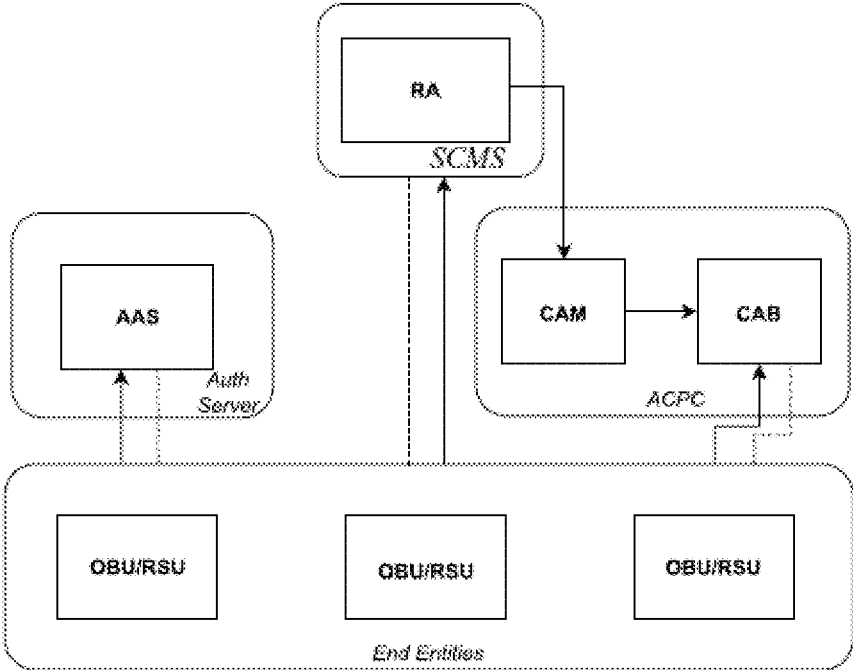 RA
SCMS
AAS
Auth
Server
CAM
CAB
ACPC
OBU/RSU
OBU/RSU
OBU/RSU
End Entities